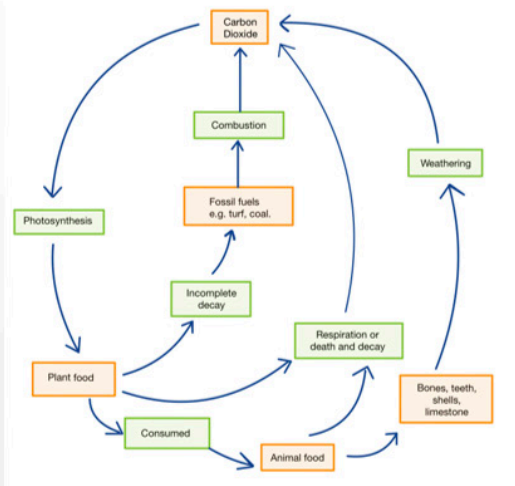 Carbon
Dioxide
Combustion
Weathering
Fossil fuels
e.g. turf, coal.
Photosynthesis
Incomplete
decay
Respiration or
death and decay
Plant food
Bones, teeth,
shells,
limestone
Consumed
Animal food